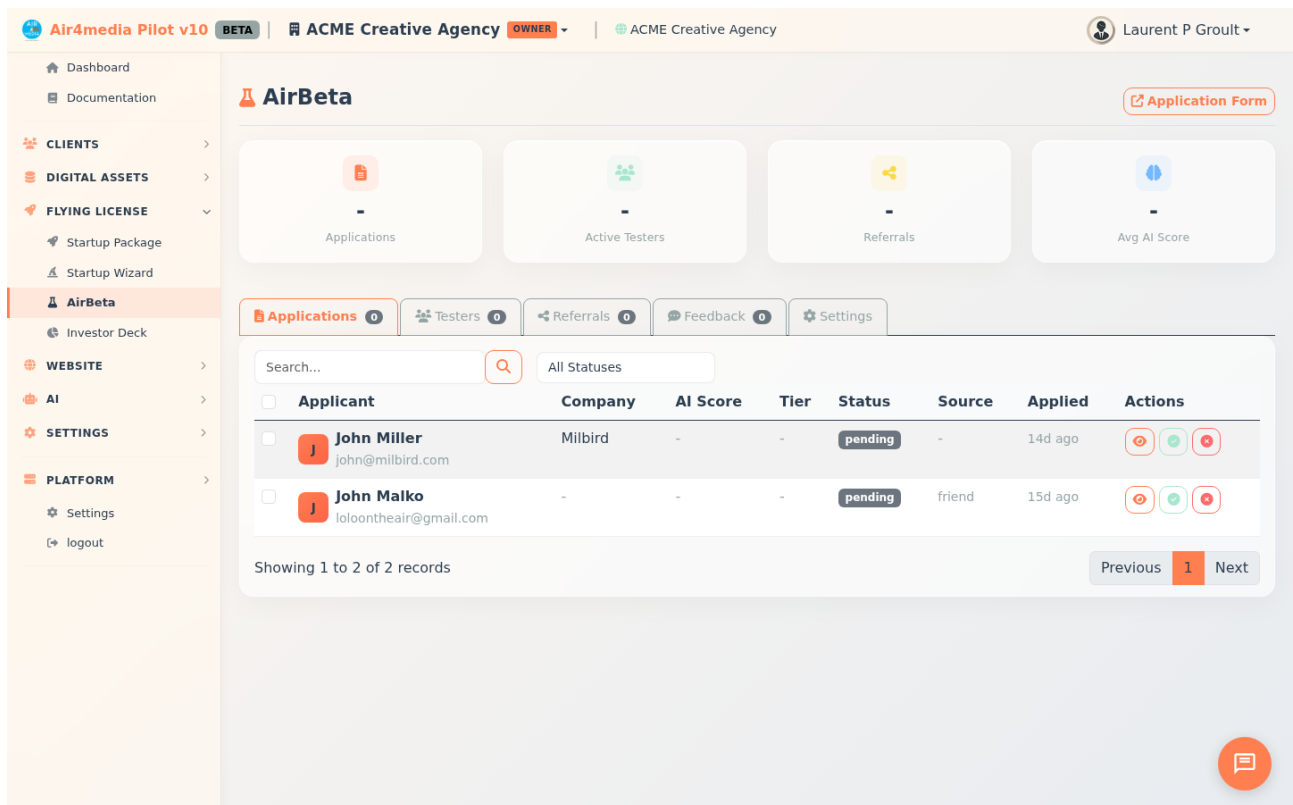 Air4media Pilot v10 BETA | ACME Creative Agency OWNER | ACME Creative Agency Laurent P Groult
Dashboard
Documentation
CLIENTS
DIGITAL ASSETS
FLYING LICENSE
Startup Package
Startup Wizard
AirBeta
Investor Deck
WEBSITE
AI
SETTINGS
PLATFORM
Settings
logout
AirBeta
Application Form
-
Applications
-
Active Testers
-
Referrals
-
Avg AI Score
Applications 0 Testers 0 Referrals 0 Feedback 0 Settings
Search... All Statuses
Applicant Company AI Score Tier Status Source Applied Actions
J John Miller Milbird - - pending - 14d ago
john@milbird.com
J John Malko - - - pending friend 15d ago
loloontheair@gmail.com
Showing 1 to 2 of 2 records Previous 1 Next